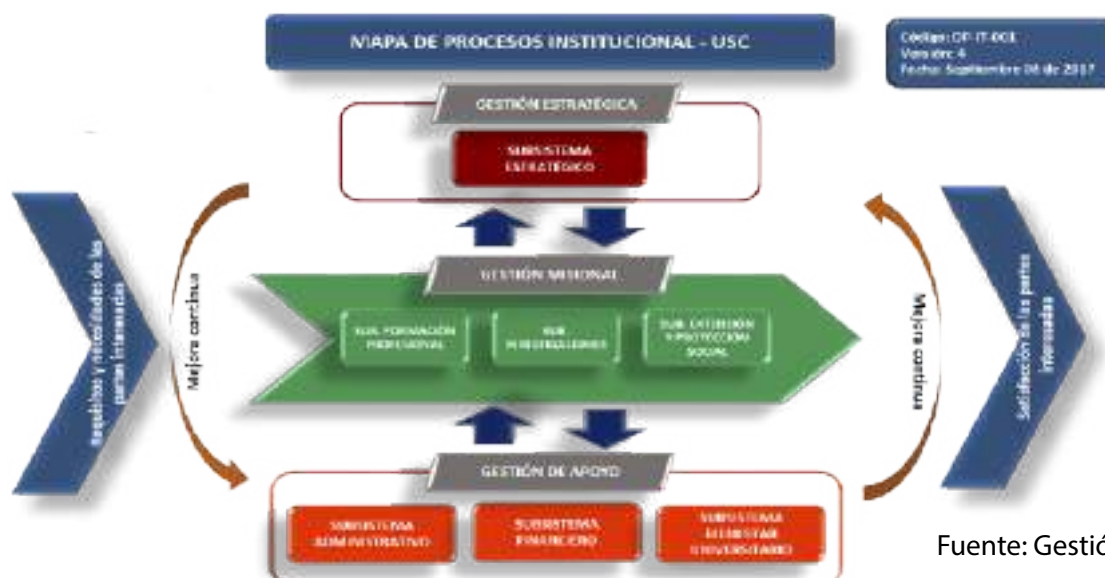 MAPA DE PROCESOS INSTITUCIONAL - USC
Código: DP-IT-001
Versión: 4
Fecha: Septiembre 06 de 2017
GESTIÓN ESTRATÉGICA
SUBSISTEMA
ESTRATÉGICO
Requisitos y necesidades de las
partes interesadas
Mejora continua
GESTIÓN MISIONAL
SUB. FORMACIÓN
PROFESIONAL
SUB
INVESTIGACIONES
SUB. EXTENSIÓN
Y PROYECCIÓN
SOCIAL
Mejora continua
Satisfacción de las partes
interesadas
GESTIÓN DE APOYO
SUBSISTEMA
ADMINISTRATIVO
SUBSISTEMA
FINANCIERO
SUBSISTEMA
BIENESTAR
UNIVERSITARIO
Fuente: Gestió